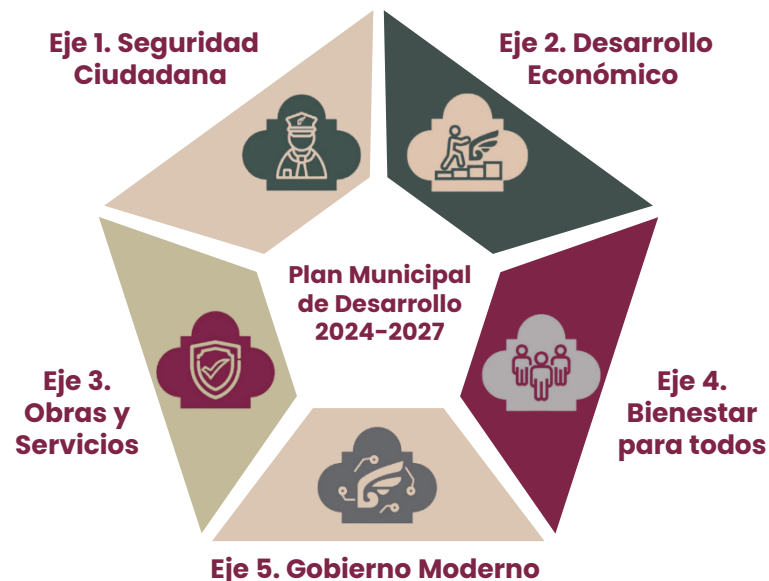 Eje 1. Seguridad
Ciudadana
Eje 2. Desarrollo
Económico
Plan Municipal
de Desarrollo
2024-2027
Eje 3.
Obras y
Servicios
Eje 4.
Bienestar
para todos
Eje 5. Gobierno Moderno